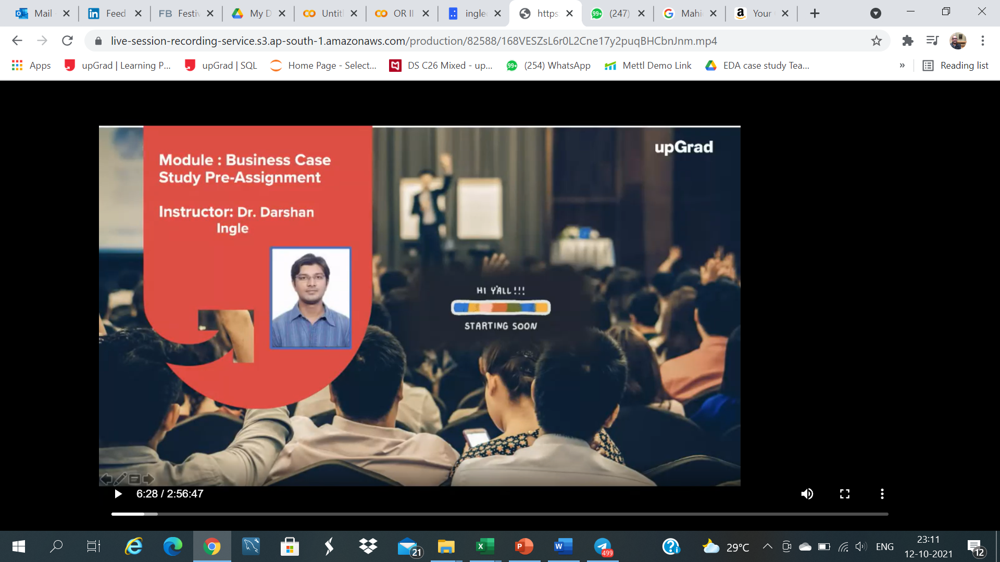 Mail
Feed
FB Festiv
My D
Untitl
OR II
ingle
https
(247)
Mahi
Your
live-session-recording-service.s3.ap-south-1.amazonaws.com/production/82588/168VESZsL6r0L2Cne17y2puqBHCbnJnm.mp4
Apps
upGrad | Learning P...
upGrad | SQL
Home Page - Select...
DS C26 Mixed - up...
99+ (254) WhatsApp
Mettl Demo Link
EDA case study Tea...
»
Reading list
upGrad
Module : Business Case
Study Pre-Assignment
Instructor: Dr. Darshan
Ingle
HI Y'ALL!!!
STARTING SOON
6:28 / 2:56:47
21
499
29°C
ENG
23:11
12-10-2021
12